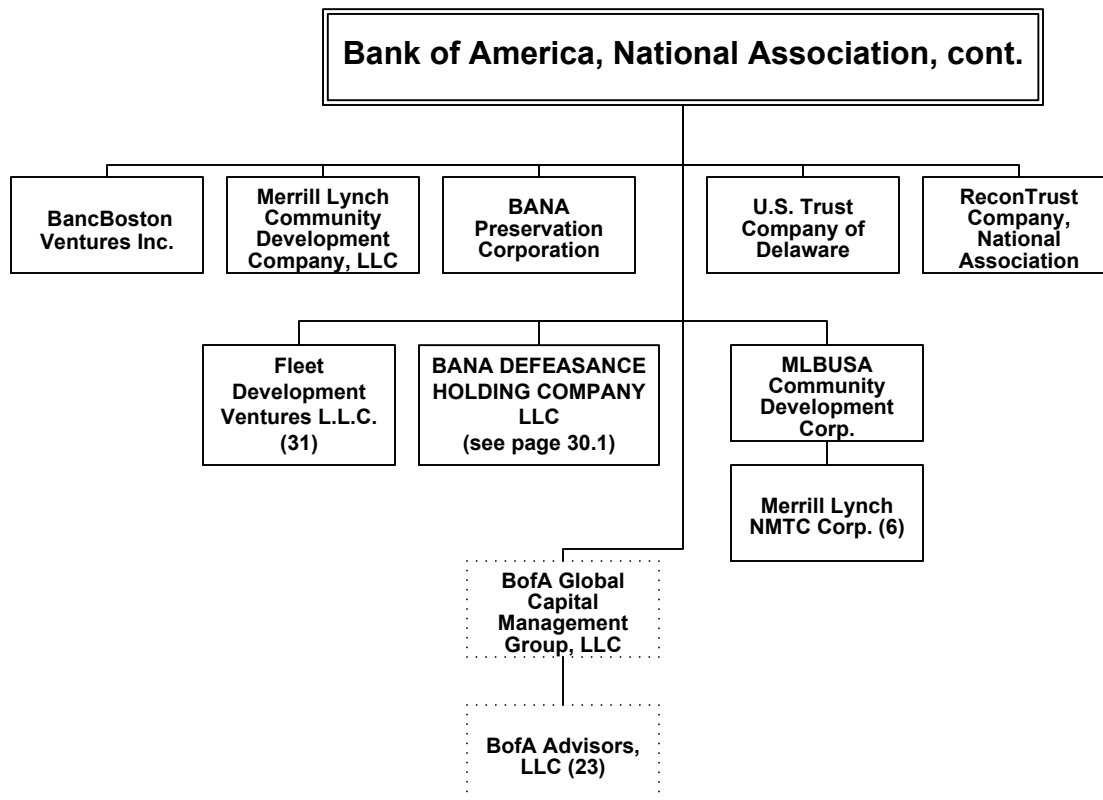 Bank of America, National Association, cont.
BancBoston
Ventures Inc.
Merrill Lynch
Community
Development
Company, LLC
BANA
Preservation
Corporation
U.S. Trust
Company of
Delaware
ReconTrust
Company,
National
Association
Fleet
Development
Ventures L.L.C.
(31)
BANA DEFEASANCE
HOLDING COMPANY
LLC
(see page 30.1)
MLBUSA
Community
Development
Corp.
Merrill Lynch
NMTC Corp. (6)
BofA Global
Capital
Management
Group, LLC
BofA Advisors,
LLC (23)